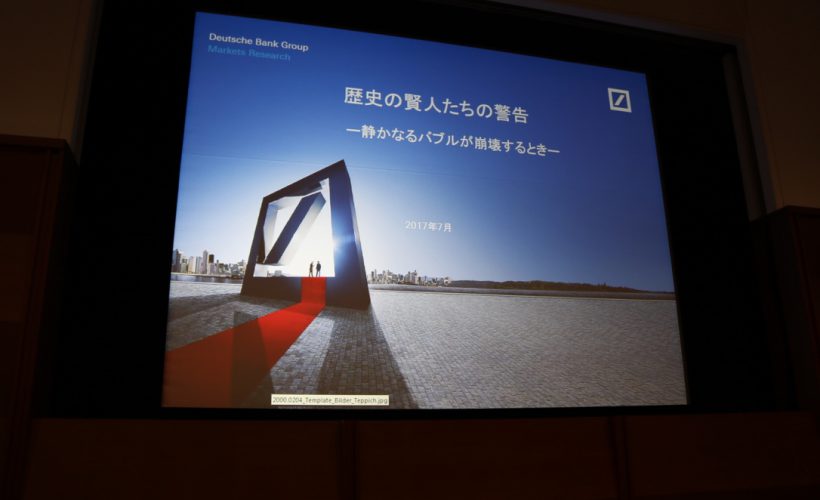 Deutsche Bank Group
Markets Research
歴史の賢人たちの警告
ー静かなるバブルが崩壊するときー
2017年7月
2000.0204_Template_Bilder_Teppich.jpg